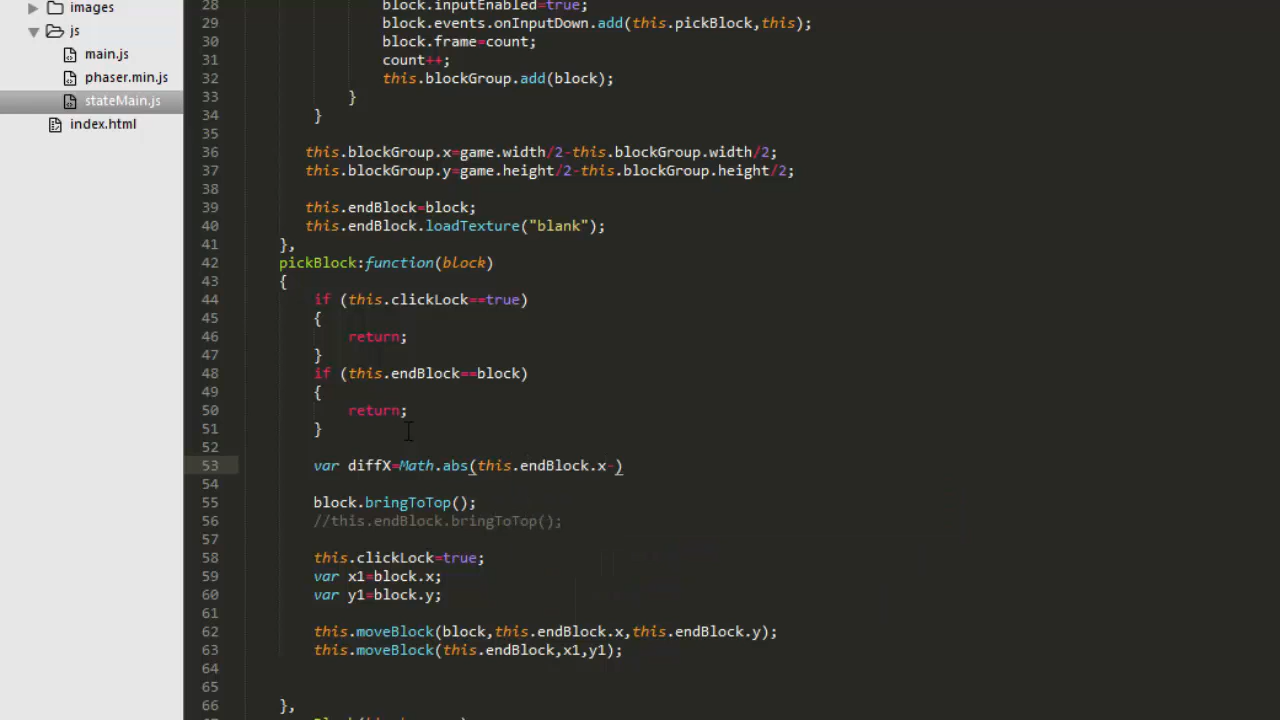 images
js
main.js
phaser.min.js
stateMain.js
index.html
28 block.inputEnabled=true;
29 block.events.onInputDown.add(this.pickBlock,this);
30 block.frame=count;
31 count++;
32 this.blockGroup.add(block);
33 }
34 }
35
36 this.blockGroup.x=game.width/2-this.blockGroup.width/2;
37 this.blockGroup.y=game.height/2-this.blockGroup.height/2;
38
39 this.endBlock=block;
40 this.endBlock.loadTexture("blank");
41 },
42 pickBlock:function(block)
43 {
44 if (this.clickLock==true)
45 {
46 return;
47 }
48 if (this.endBlock==block)
49 {
50 return;
51 }
52
53 var diffX=Math.abs(this.endBlock.x-)
54
55 block.bringToTop();
56 //this.endBlock.bringToTop();
57
58 this.clickLock=true;
59 var x1=block.x;
60 var y1=block.y;
61
62 this.moveBlock(block,this.endBlock.x,this.endBlock.y);
63 this.moveBlock(this.endBlock,x1,y1);
64
65
66 },